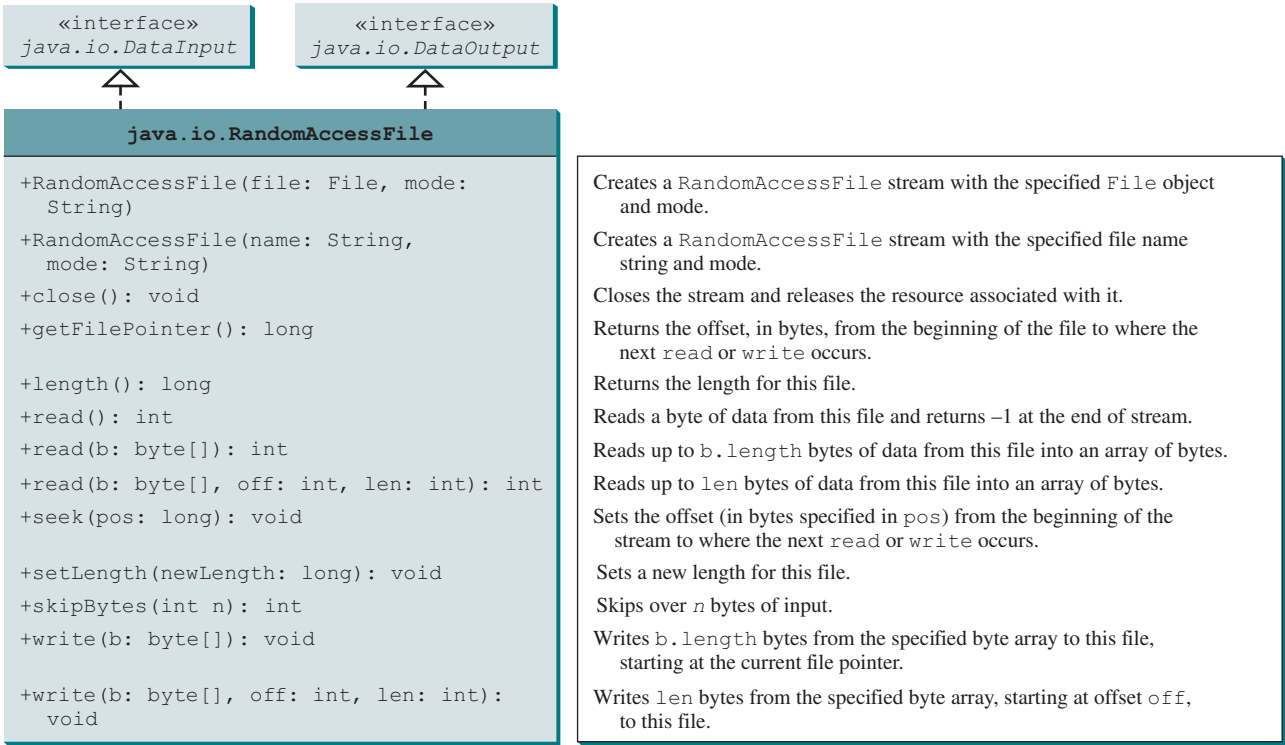 «interface»
java.io.DataInput
«interface»
java.io.DataOutput
java.io.RandomAccessFile
+RandomAccessFile(file: File, mode:
String)
Creates a RandomAccessFile stream with the specified File object
and mode.
+RandomAccessFile(name: String,
mode: String)
Creates a RandomAccessFile stream with the specified file name
string and mode.
+close(): void
Closes the stream and releases the resource associated with it.
+getFilePointer(): long
Returns the offset, in bytes, from the beginning of the file to where the
next read or write occurs.
+length(): long
Returns the length for this file.
+read(): int
Reads a byte of data from this file and returns –1 at the end of stream.
+read(b: byte[]): int
Reads up to b.length bytes of data from this file into an array of bytes.
+read(b: byte[], off: int, len: int): int
Reads up to len bytes of data from this file into an array of bytes.
+seek(pos: long): void
Sets the offset (in bytes specified in pos) from the beginning of the
stream to where the next read or write occurs.
+setLength(newLength: long): void
Sets a new length for this file.
+skipBytes(int n): int
Skips over n bytes of input.
+write(b: byte[]): void
Writes b.length bytes from the specified byte array to this file,
starting at the current file pointer.
+write(b: byte[], off: int, len: int):
void
Writes len bytes from the specified byte array, starting at offset off,
to this file.